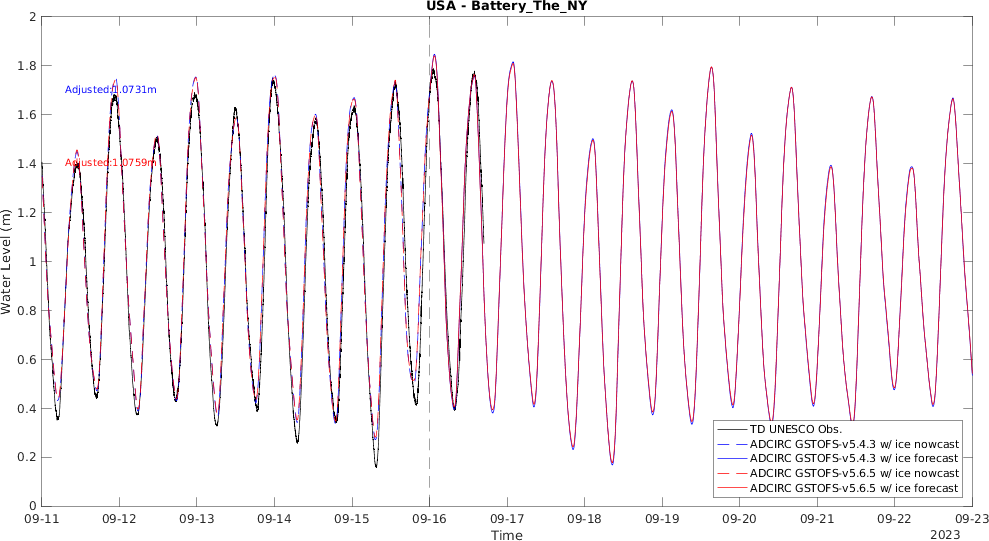 USA - Battery_The_NY
2
1.8
1.6
1.4
1.2
1
0.8
0.6
0.4
0.2
0
Water Level (m)
Adjusted:1.0731m
Adjusted:1.0759m
TD UNESCO Obs.
ADCIRC GSTOFS-v5.4.3 w/ ice nowcast
ADCIRC GSTOFS-v5.4.3 w/ ice forecast
ADCIRC GSTOFS-v5.6.5 w/ ice nowcast
ADCIRC GSTOFS-v5.6.5 w/ ice forecast
09-11 09-12 09-13 09-14 09-15 09-16 09-17 09-18 09-19 09-20 09-21 09-22 09-23
Time
2023